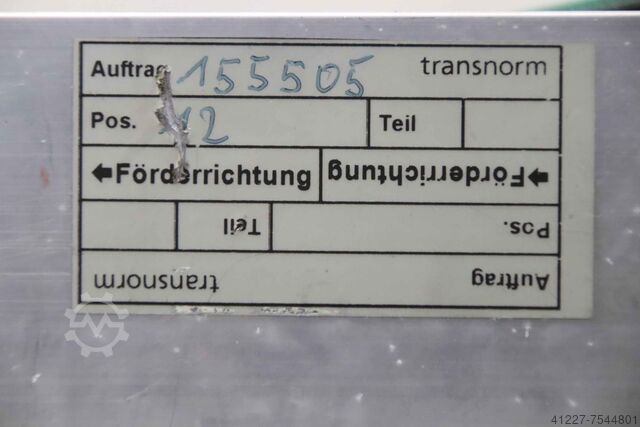 Auftrag 155505 transnorm
Pos. 12 Teil
←Förderrichtung ←Förderrichtung
Teil Pos.
transnorm Auftrag
41227-7544801